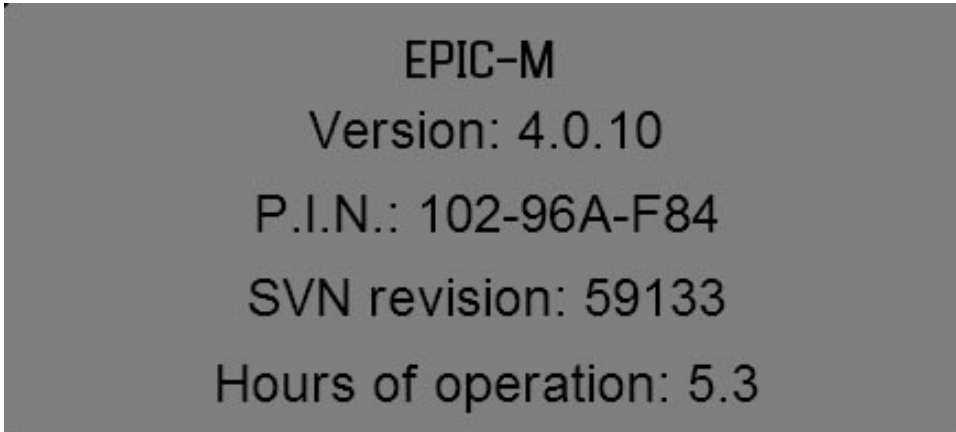 EPIC-M
Version: 4.0.10
P.I.N.: 102-96A-F84
SVN revision: 59133
Hours of operation: 5.3